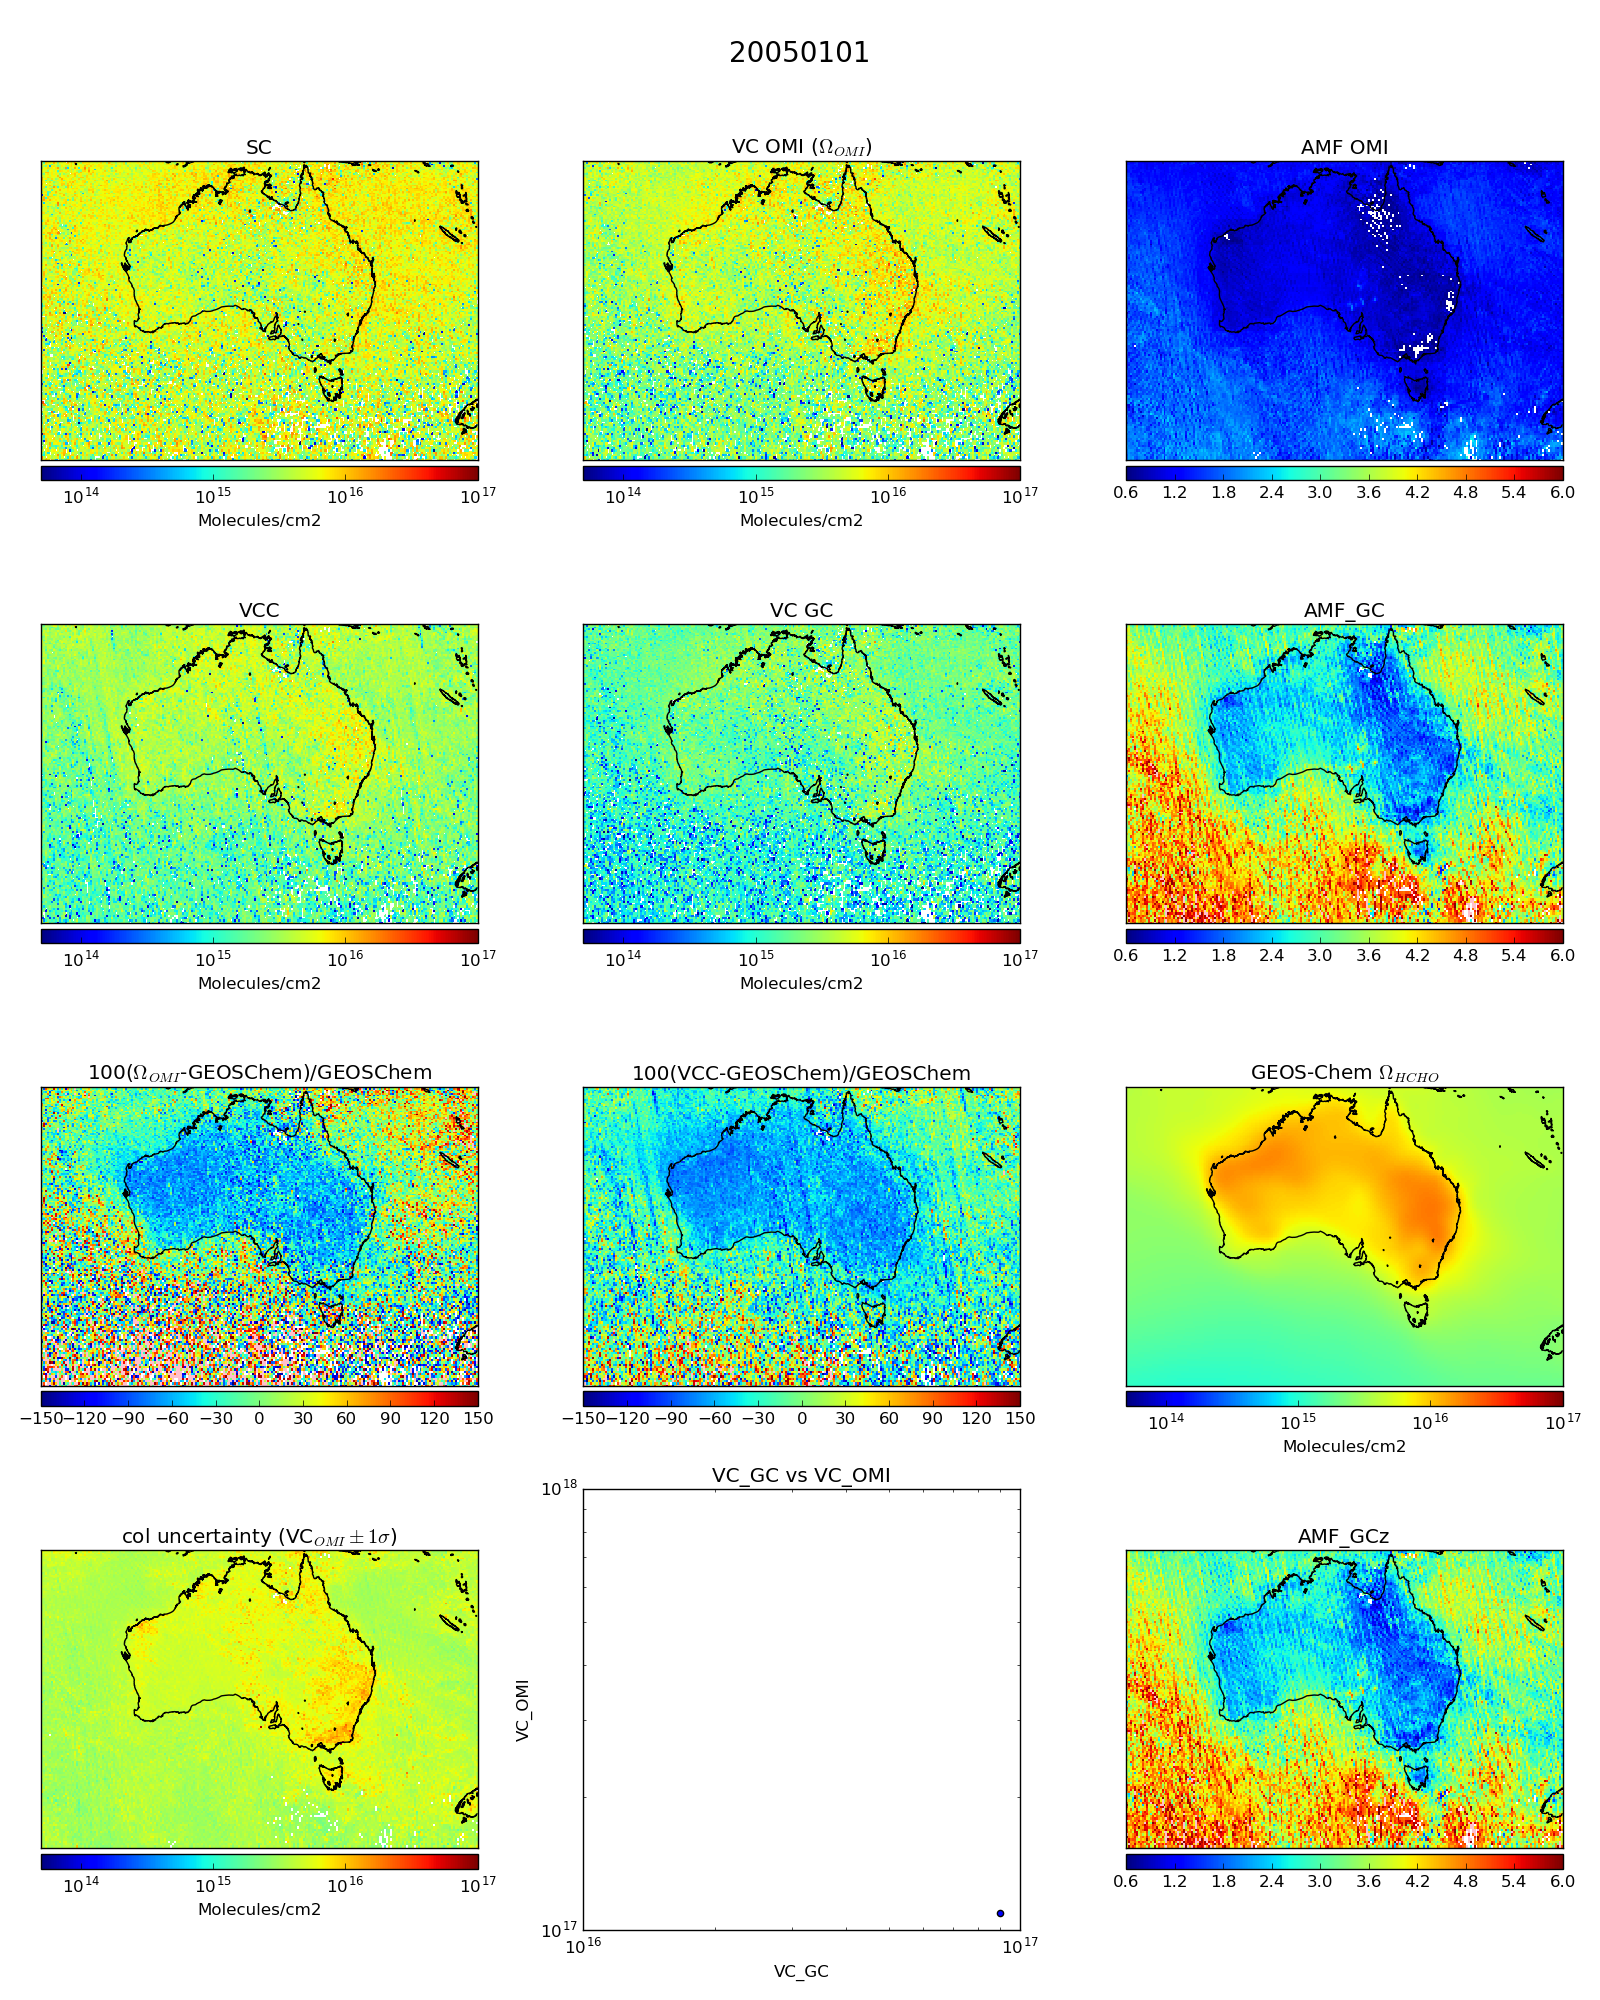 20050101
SC
VC OMI (Ω_OMI)
AMF OMI
10^14 10^15 10^16 10^17
Molecules/cm2
10^14 10^15 10^16 10^17
Molecules/cm2
0.6 1.2 1.8 2.4 3.0 3.6 4.2 4.8 5.4 6.0
VCC
VC GC
AMF_GC
10^14 10^15 10^16 10^17
Molecules/cm2
10^14 10^15 10^16 10^17
Molecules/cm2
0.6 1.2 1.8 2.4 3.0 3.6 4.2 4.8 5.4 6.0
100(Ω_OMI-GEOSChem)/GEOSChem
100(VCC-GEOSChem)/GEOSChem
GEOS-Chem Ω_HCHO
−150 −120 −90 −60 −30 0 30 60 90 120 150
−150 −120 −90 −60 −30 0 30 60 90 120 150
10^14 10^15 10^16 10^17
Molecules/cm2
col uncertainty (VC_OMI ± 1σ)
10^14 10^15 10^16 10^17
Molecules/cm2
VC_GC vs VC_OMI
10^18
VC_OMI
10^17
10^16 10^17
VC_GC
AMF_GCz
0.6 1.2 1.8 2.4 3.0 3.6 4.2 4.8 5.4 6.0